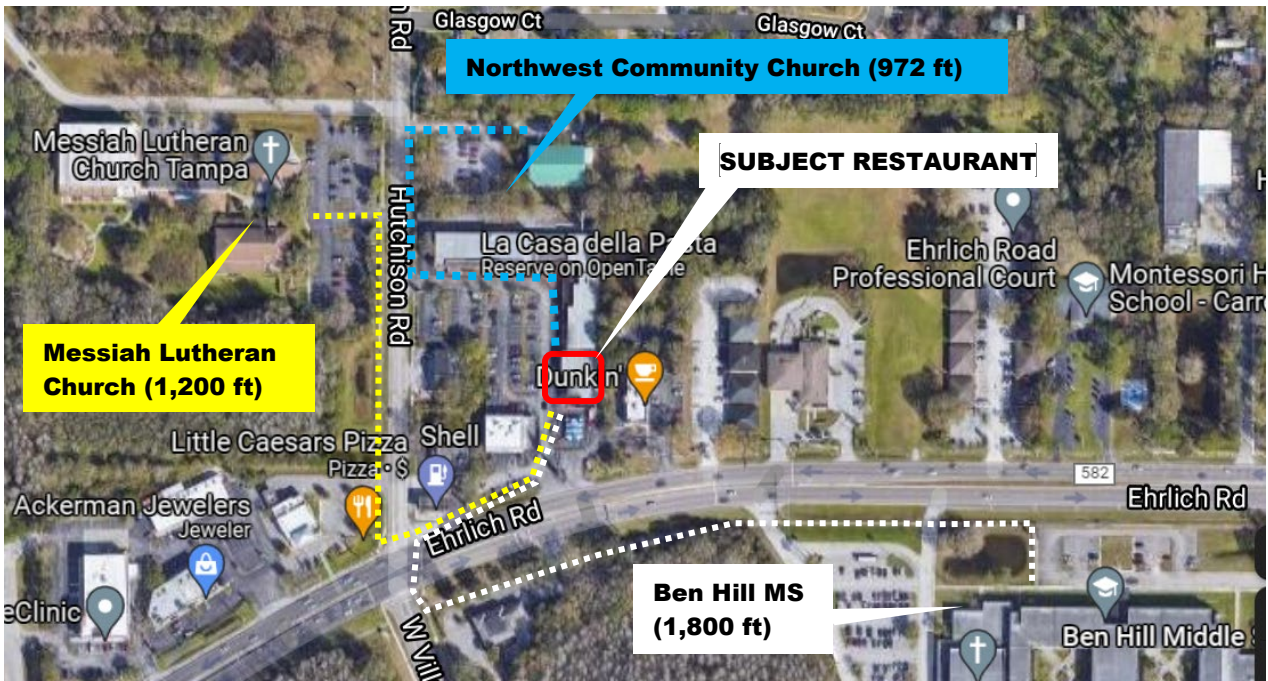 Glasgow Ct
Glasgow Ct
Rd
Northwest Community Church (972 ft)
Messiah Lutheran
Church Tampa
SUBJECT RESTAURANT
Hutchison Rd
La Casa della Pasta
Reserve on OpenTable
Ehrlich Road
Professional Court
Montessori H
School - Carro
H
Messiah Lutheran
Church (1,200 ft)
Dunkin'
Little Caesars Pizza
Pizza • $
Shell
582
Ehrlich Rd
Ackerman Jewelers
Jeweler
Ehrlich Rd
Ben Hill MS
(1,800 ft)
eClinic
W Vill
Ben Hill Middle S